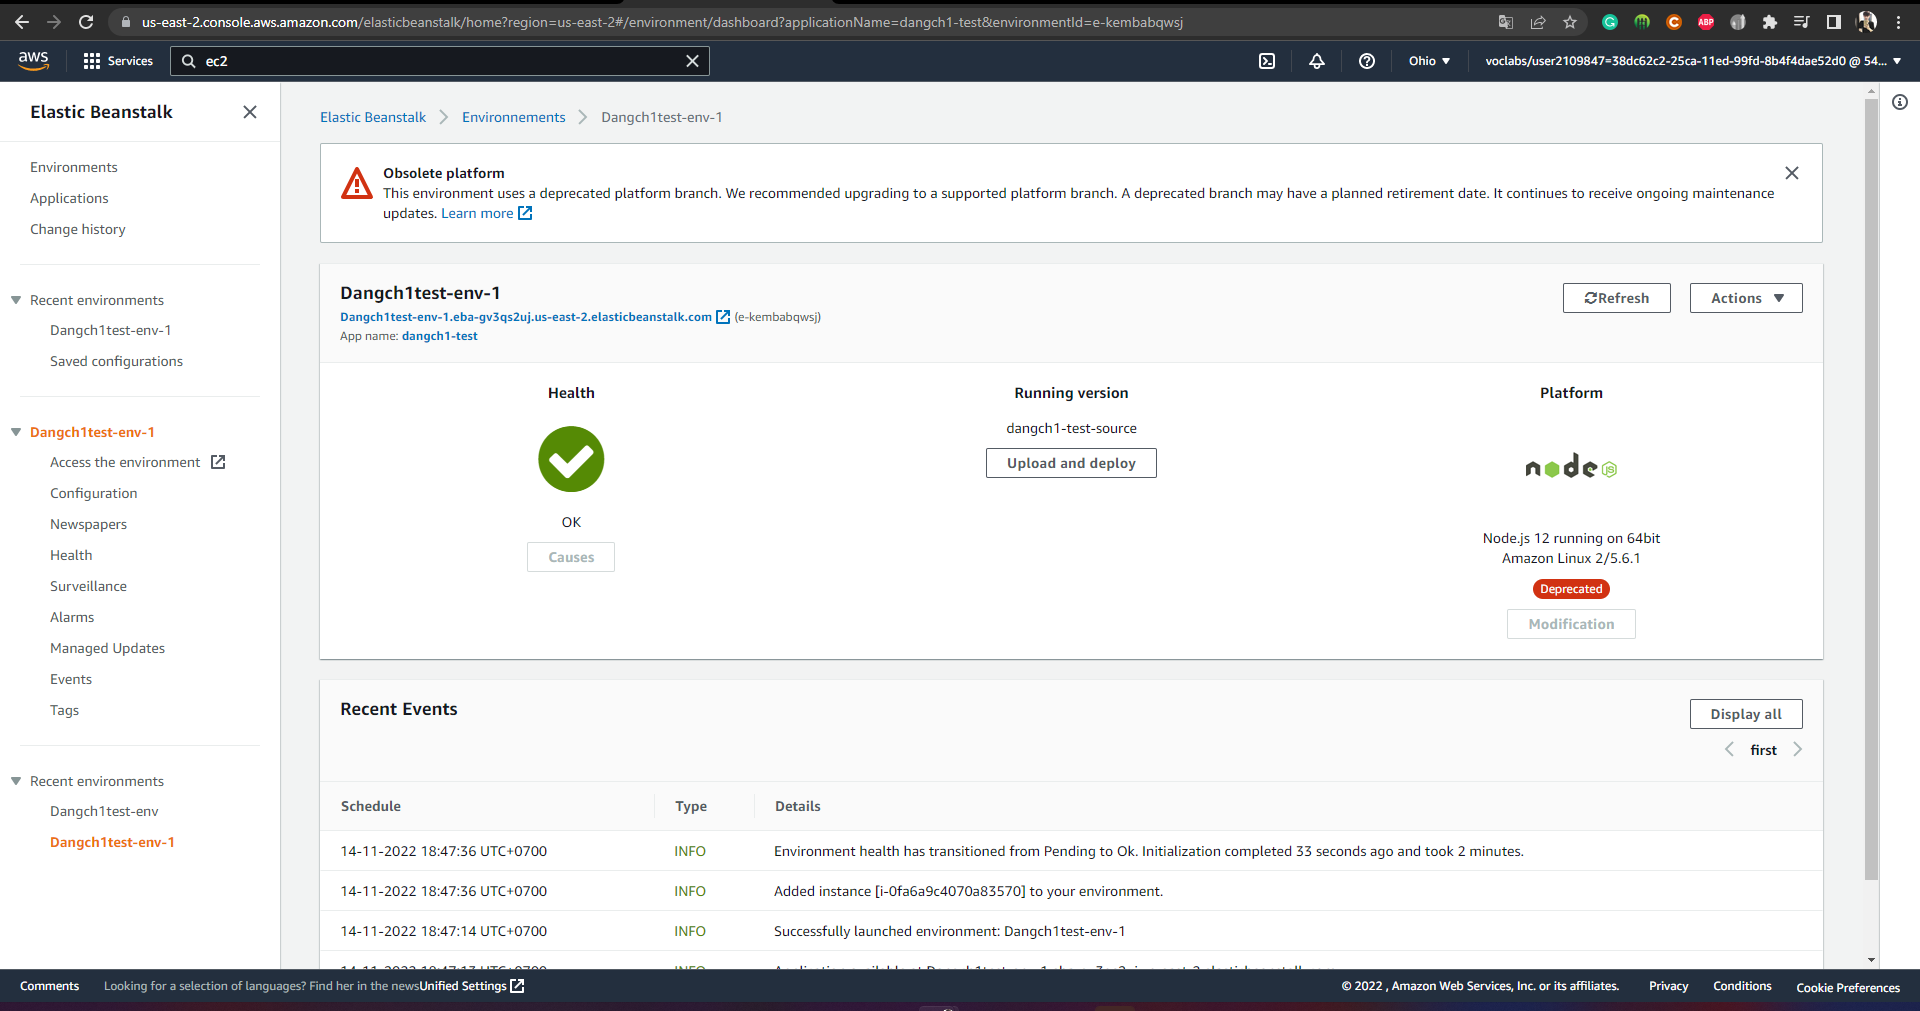 us-east-2.console.aws.amazon.com/elasticbeanstalk/home?region=us-east-2#/environment/dashboard?applicationName=dangch1-test&environmentId=e-kembabqwsj
aws
Services
ec2
Ohio
voclabs/user2109847=38dc62c2-25ca-11ed-99fd-8b4f4dae52d0 @ 54...
Elastic Beanstalk
Environments
Applications
Change history
Recent environments
Dangch1test-env-1
Saved configurations
Dangch1test-env-1
Access the environment
Configuration
Newspapers
Health
Surveillance
Alarms
Managed Updates
Events
Tags
Recent environments
Dangch1test-env
Dangch1test-env-1
Elastic Beanstalk > Environnements > Dangch1test-env-1
Obsolete platform
This environment uses a deprecated platform branch. We recommended upgrading to a supported platform branch. A deprecated branch may have a planned retirement date. It continues to receive ongoing maintenance
updates. Learn more
Dangch1test-env-1
Dangch1test-env-1.eba-gv3qs2uj.us-east-2.elasticbeanstalk.com (e-kembabqwsj)
App name: dangch1-test
Refresh
Actions
Health
OK
Causes
Running version
dangch1-test-source
Upload and deploy
Platform
node JS
Node.js 12 running on 64bit
Amazon Linux 2/5.6.1
Deprecated
Modification
Recent Events
Display all
first
Schedule Type Details
14-11-2022 18:47:36 UTC+0700 INFO Environment health has transitioned from Pending to Ok. Initialization completed 33 seconds ago and took 2 minutes.
14-11-2022 18:47:36 UTC+0700 INFO Added instance [i-0fa6a9c4070a83570] to your environment.
14-11-2022 18:47:14 UTC+0700 INFO Successfully launched environment: Dangch1test-env-1
Comments
Looking for a selection of languages? Find her in the newsUnified Settings
© 2022 , Amazon Web Services, Inc. or its affiliates.
Privacy
Conditions
Cookie Preferences